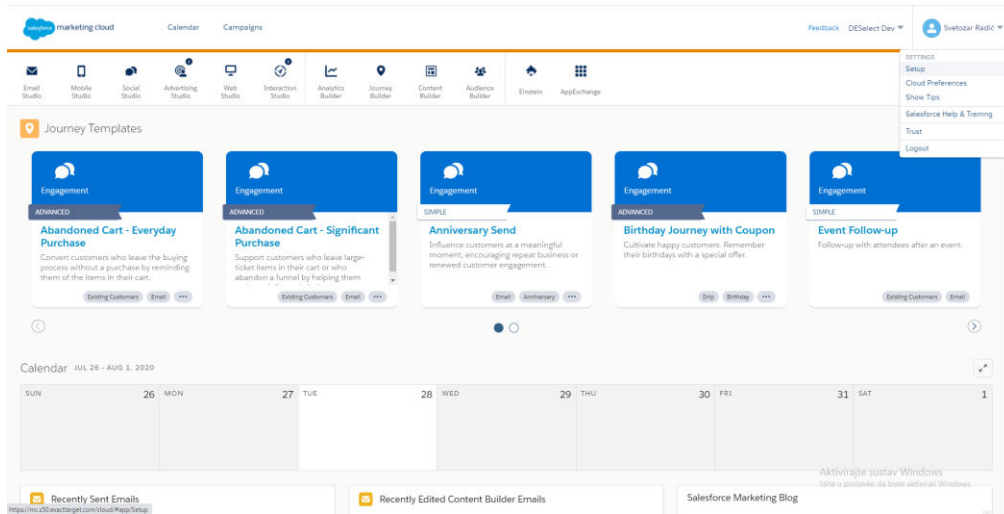 salesforce marketing cloud Calendar Campaigns Feedback DESelect Dev Svetozar Radić
SETTINGS
Setup
Cloud Preferences
Show Tips
Salesforce Help & Training
Trust
Logout
Email Studio
Mobile Studio
Social Studio
Advertising Studio
Web Studio
Interaction Studio
Analytics Builder
Journey Builder
Content Builder
Audience Builder
Einstein
AppExchange
Journey Templates
Engagement
ADVANCED
Abandoned Cart - Everyday
Purchase
Convert customers who leave the buying
process without a purchase by reminding
them of the items in their cart.
Existing Customers Email •••
Engagement
ADVANCED
Abandoned Cart - Significant
Purchase
Support customers who leave large-
ticket items in their cart or who
abandon a funnel by helping them
Existing Customers Email •••
Engagement
SIMPLE
Anniversary Send
Influence customers at a meaningful
moment, encouraging repeat business or
renewed customer engagement.
Email Anniversary •••
Engagement
ADVANCED
Birthday Journey with Coupon
Cultivate happy customers. Remember
their birthdays with a special offer.
Drip Birthday •••
Engagement
SIMPLE
Event Follow-up
Follow-up with attendees after an event.
Existing Customers Email
Calendar JUL 26 - AUG 1, 2020
SUN 26 MON 27 TUE 28 WED 29 THU 30 FRI 31 SAT 1
Aktivirajte sustav Windows
Idite u postavke da biste aktivirali Windows.
Recently Sent Emails
Recently Edited Content Builder Emails
Salesforce Marketing Blog
https://mc.s50.exacttarget.com/cloud/#app/Setup